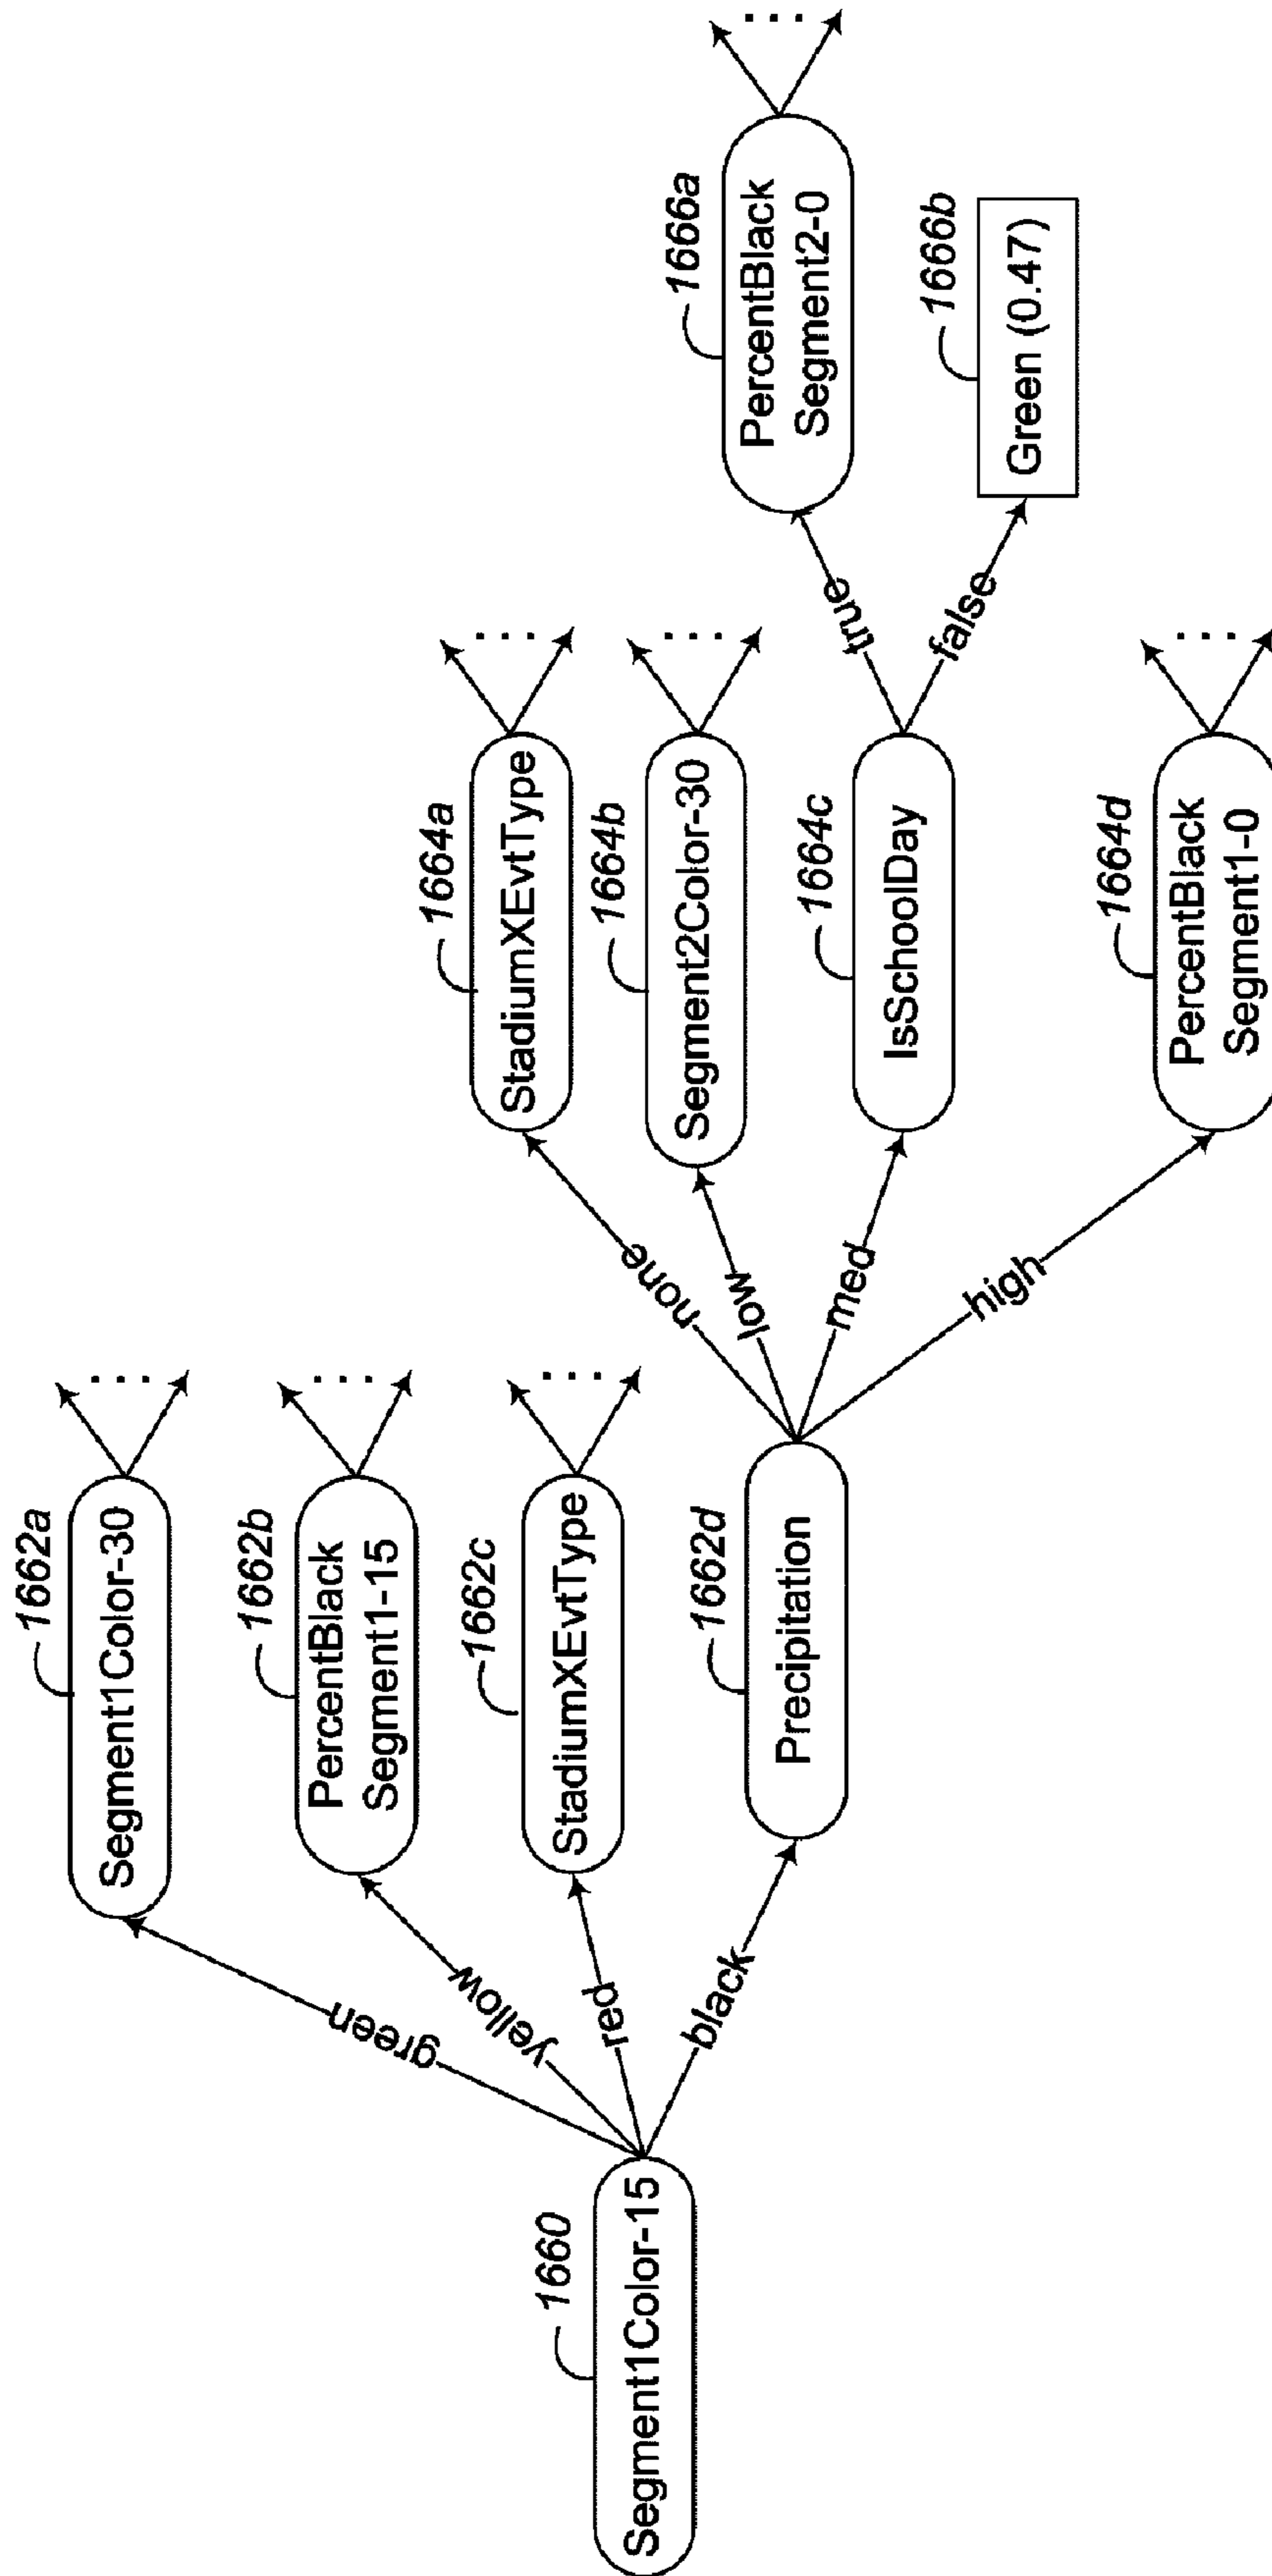 1660
Segment1Color-15
green
yellow
red
black
1662a
Segment1Color-30
...
1662b
PercentBlack
Segment1-15
...
1662c
StadiumXEvtType
...
1662d
Precipitation
none
low
med
high
1664a
StadiumXEvtType
...
1664b
Segment2Color-30
...
1664c
IsSchoolDay
1664d
PercentBlack
Segment1-0
...
true
false
1666a
PercentBlack
Segment2-0
...
1666b
Green (0.47)